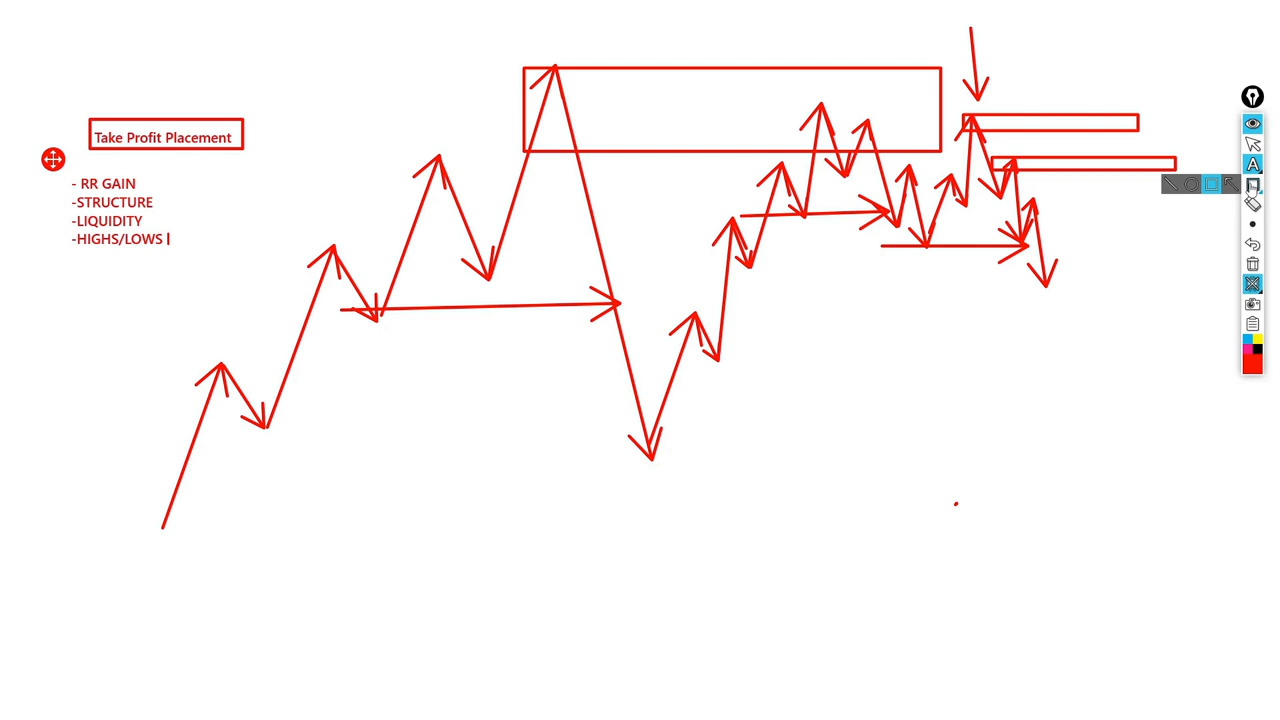 Take Profit Placement
- RR GAIN
-STRUCTURE
-LIQUIDITY
-HIGHS/LOWS